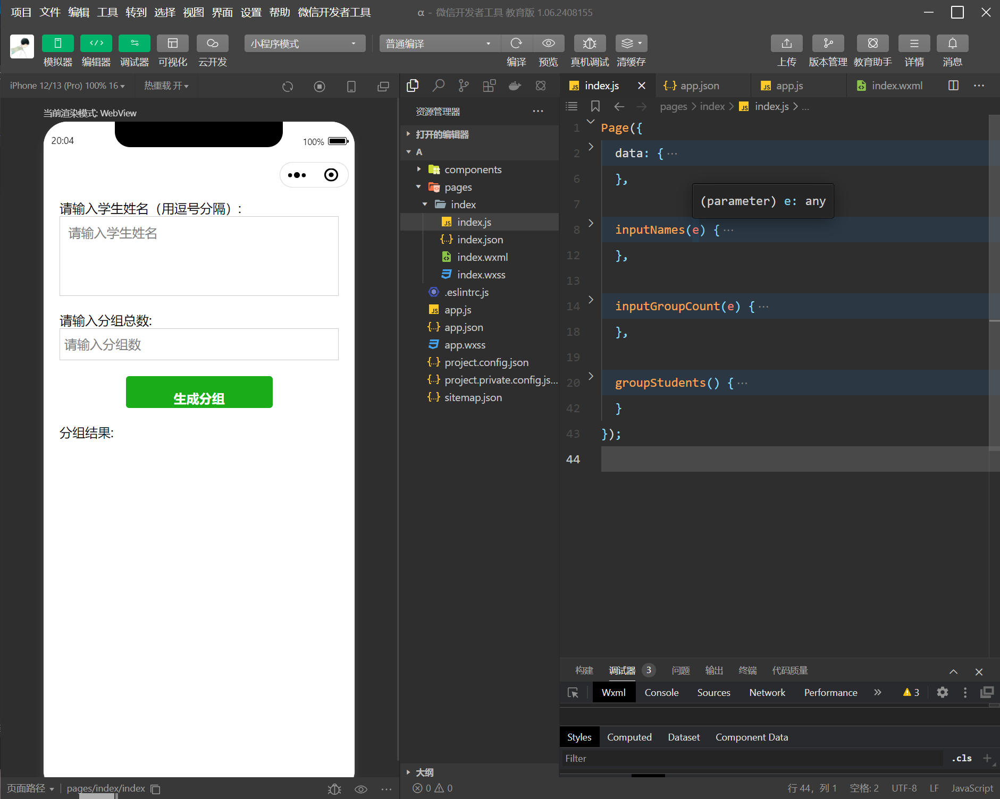 项目 文件 编辑 工具 转到 选择 视图 界面 设置 帮助 微信开发者工具
α - 微信开发者工具 教育版 1.06.2408155
模拟器 编辑器 调试器 可视化 云开发
小程序模式
普通编译
编译 预览 真机调试 清缓存
上传 版本管理 教育助手 详情 消息
iPhone 12/13 (Pro) 100% 16
热重载 开
当前渲染模式: WebView
20:04
100%
请输入学生姓名（用逗号分隔）:
请输入学生姓名
请输入分组总数:
请输入分组数
生成分组
分组结果:
页面路径
pages/index/index
资源管理器
打开的编辑器
A
components
pages
index
JS index.js
{..} index.json
index.wxml
index.wxss
.eslintrc.js
JS app.js
{..} app.json
app.wxss
{..} project.config.json
{..} project.private.config.js...
{..} sitemap.json
大纲
0 0
JS index.js
{..} app.json
JS app.js
index.wxml
pages > index > JS index.js > ...
1 Page({
2 data: {···
6 },
(parameter) e: any
7
8 inputNames(e) {···
12 },
13
14 inputGroupCount(e) {···
18 },
19
20 groupStudents() {···
42 }
43 });
44
构建 调试器 3 问题 输出 终端 代码质量
Wxml Console Sources Network Performance » 3
Styles Computed Dataset Component Data
Filter
.cls +
行 44，列 1 空格: 2 UTF-8 LF JavaScript